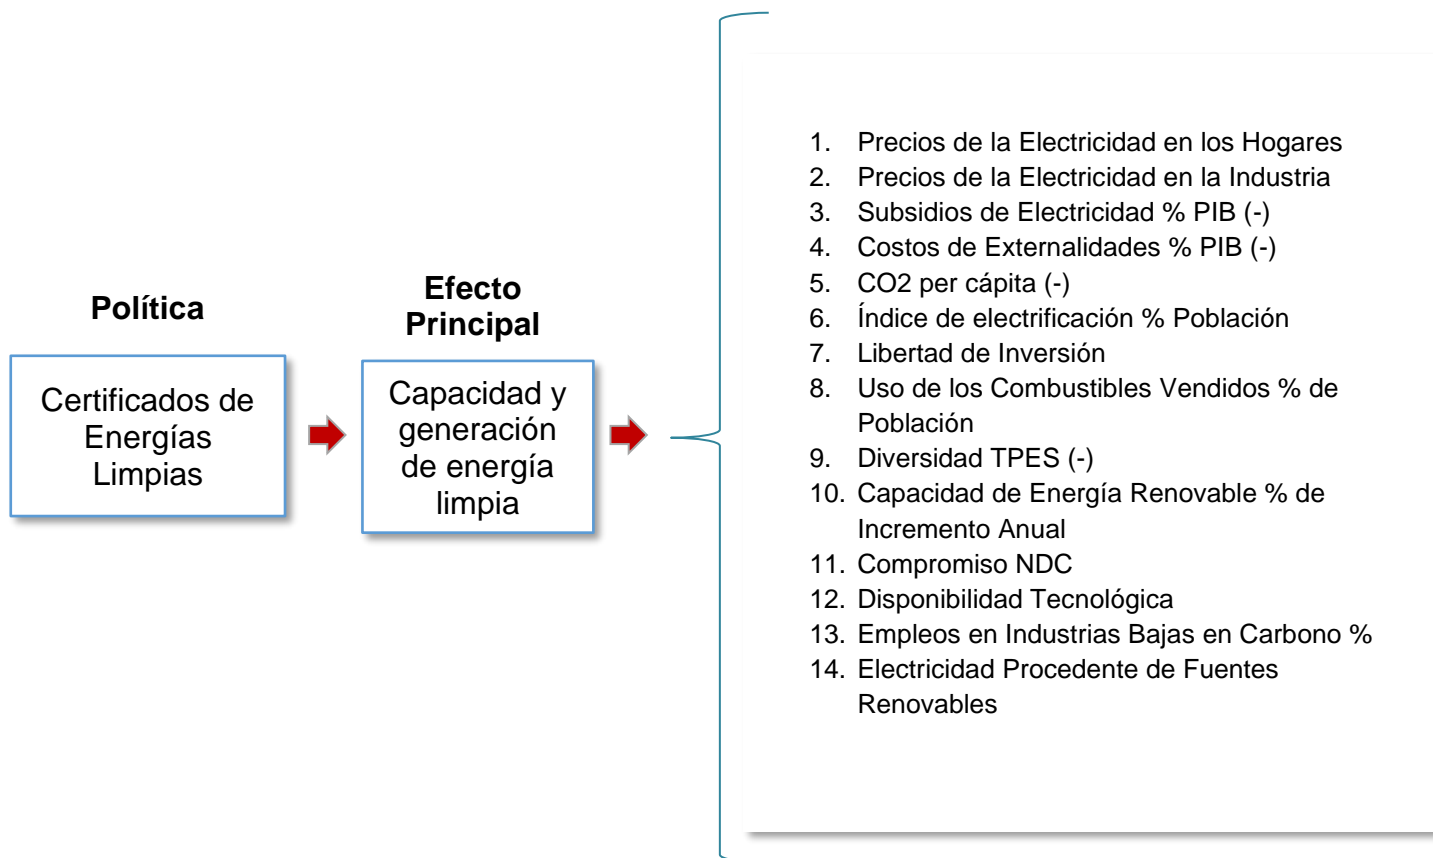 Política
Certificados de
Energías
Limpias
Efecto
Principal
Capacidad y
generación
de energía
limpia
1. Precios de la Electricidad en los Hogares
2. Precios de la Electricidad en la Industria
3. Subsidios de Electricidad % PIB (-)
4. Costos de Externalidades % PIB (-)
5. CO2 per cápita (-)
6. Índice de electrificación % Población
7. Libertad de Inversión
8. Uso de los Combustibles Vendidos % de
Población
9. Diversidad TPES (-)
10. Capacidad de Energía Renovable % de
Incremento Anual
11. Compromiso NDC
12. Disponibilidad Tecnológica
13. Empleos en Industrias Bajas en Carbono %
14. Electricidad Procedente de Fuentes
Renovables